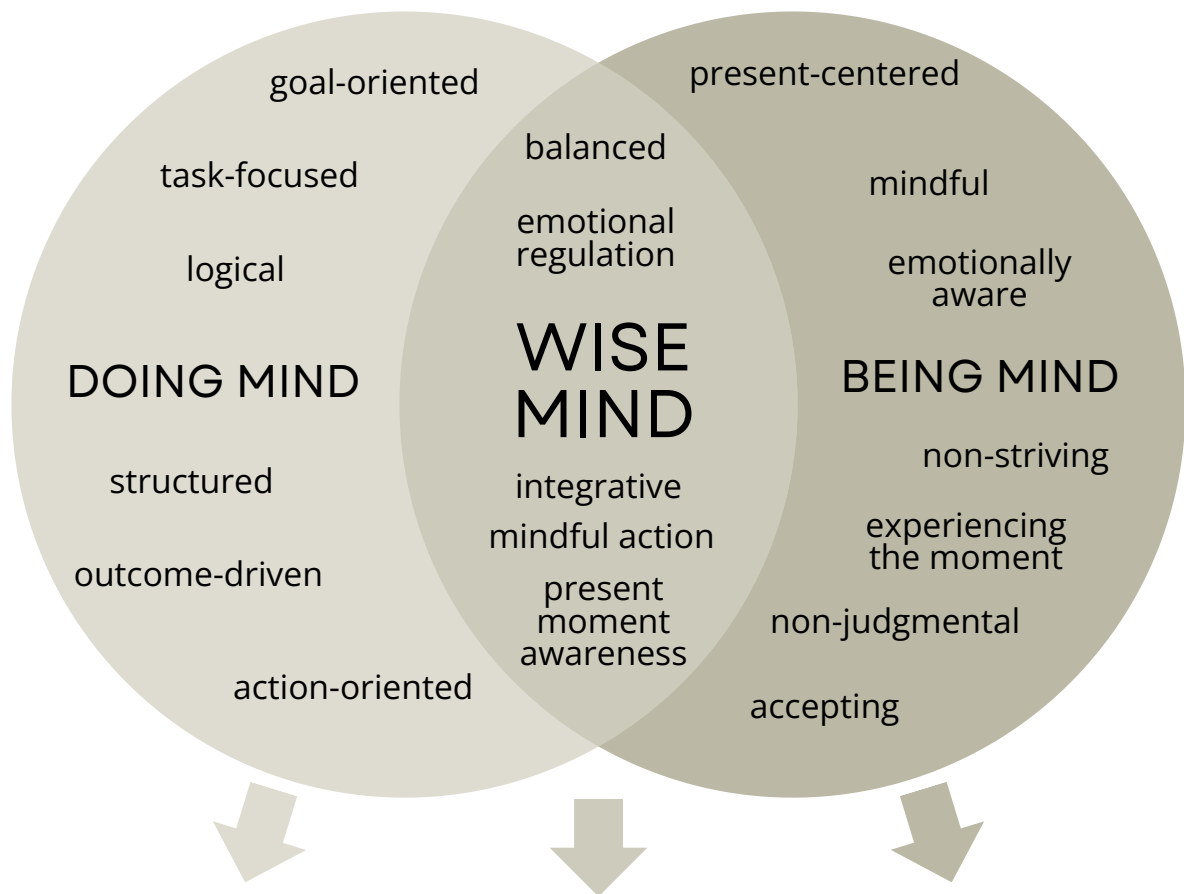 goal-oriented
task-focused
logical
DOING MIND
structured
outcome-driven
action-oriented
balanced
emotional
regulation
WISE
MIND
integrative
mindful action
present
moment
awareness
present-centered
mindful
emotionally
aware
BEING MIND
non-striving
experiencing
the moment
non-judgmental
accepting